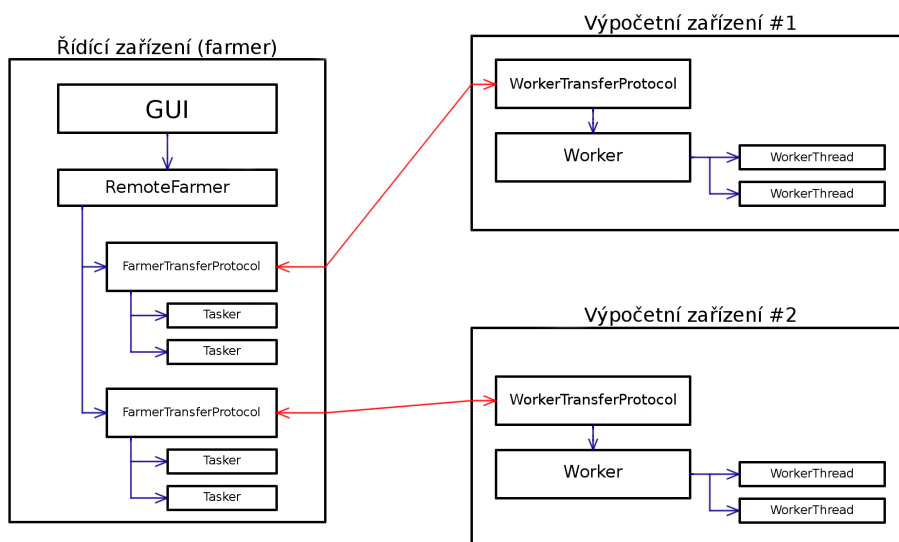 Řídící zařízení (farmer)
GUI
RemoteFarmer
FarmerTransferProtocol
Tasker
Tasker
FarmerTransferProtocol
Tasker
Tasker
Výpočetní zařízení #1
WorkerTransferProtocol
Worker
WorkerThread
WorkerThread
Výpočetní zařízení #2
WorkerTransferProtocol
Worker
WorkerThread
WorkerThread